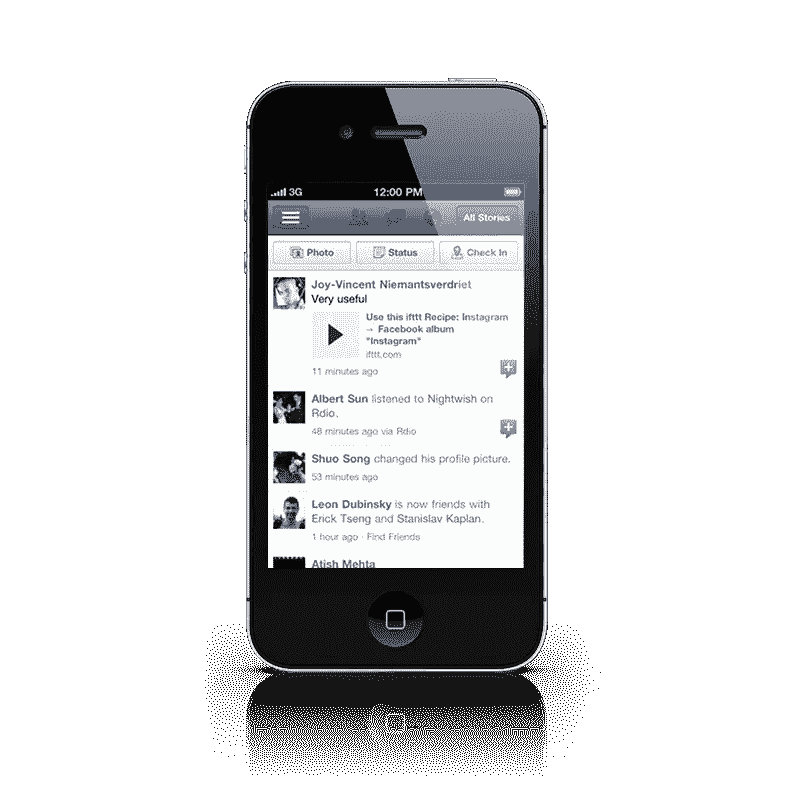 3G 12:00 PM
All Stories
Photo Status Check In
Joy-Vincent Niemantsverdriet
Very useful
Use this ifttt Recipe: Instagram
→ Facebook album
"Instagram"
ifttt.com
11 minutes ago
Albert Sun listened to Nightwish on
Rdio.
48 minutes ago via Rdio
Shuo Song changed his profile picture.
53 minutes ago
Leon Dubinsky is now friends with
Erick Tseng and Stanislav Kaplan.
1 hour ago · Find Friends
Atish Mehta